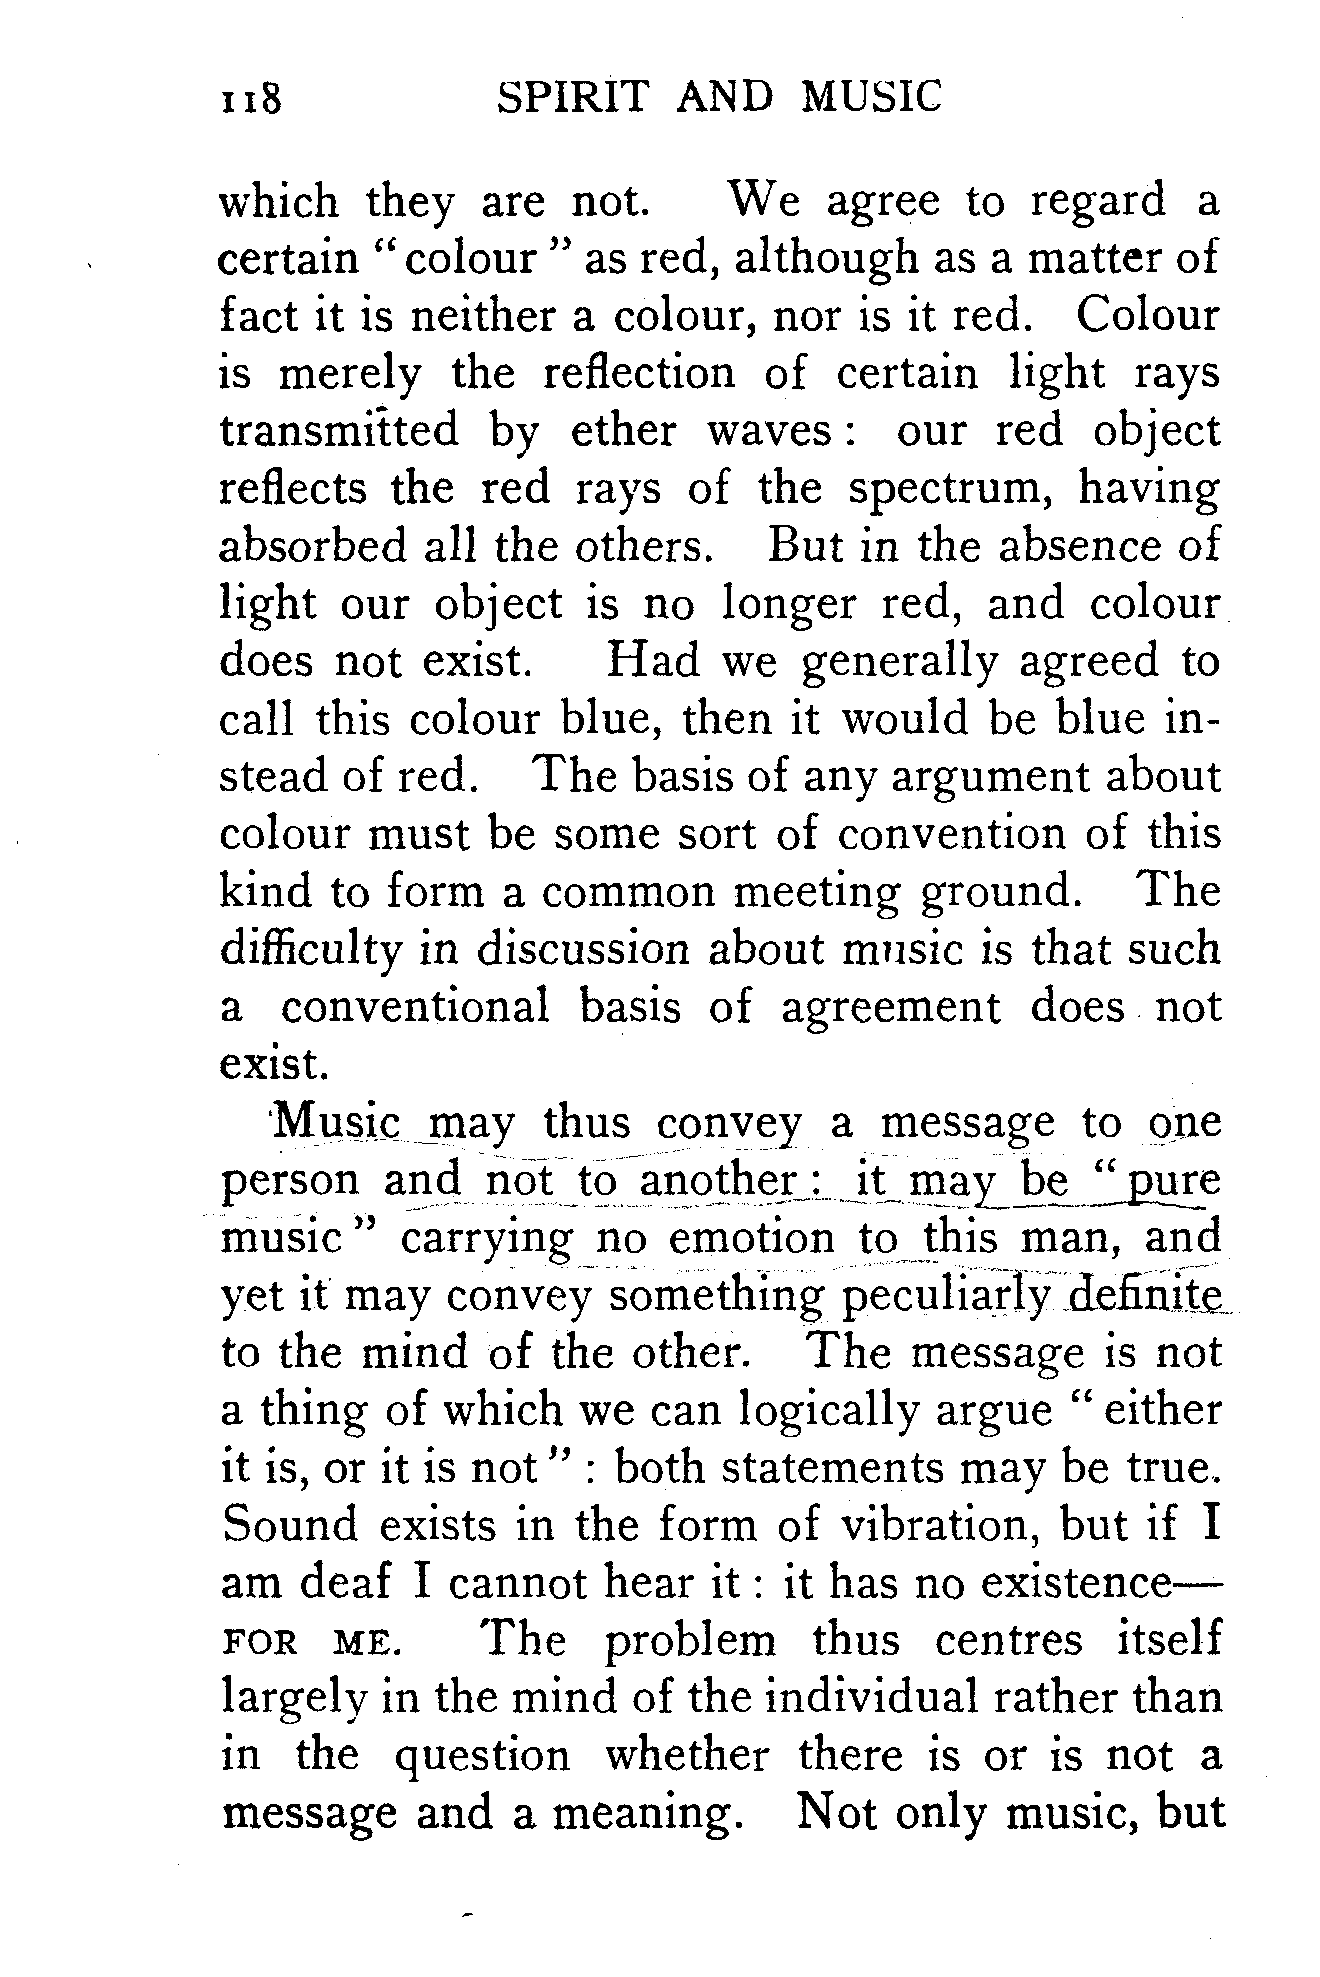 118 SPIRIT AND MUSIC
which they are not. We agree to regard a
certain “ colour ” as red, although as a matter of
fact it is neither a colour, nor is it red. Colour
is merely the reflection of certain light rays
transmitted by ether waves : our red object
reflects the red rays of the spectrum, having
absorbed all the others. But in the absence of
light our object is no longer red, and colour
does not exist. Had we generally agreed to
call this colour blue, then it would be blue in-
stead of red. The basis of any argument about
colour must be some sort of convention of this
kind to form a common meeting ground. The
difficulty in discussion about music is that such
a conventional basis of agreement does not
exist.
Music may thus convey a message to one
person and not to another : it may be “ pure
music ” carrying no emotion to this man, and
yet it may convey something peculiarly definite
to the mind of the other. The message is not
a thing of which we can logically argue “ either
it is, or it is not ” : both statements may be true.
Sound exists in the form of vibration, but if I
am deaf I cannot hear it : it has no existence—
FOR ME. The problem thus centres itself
largely in the mind of the individual rather than
in the question whether there is or is not a
message and a meaning. Not only music, but